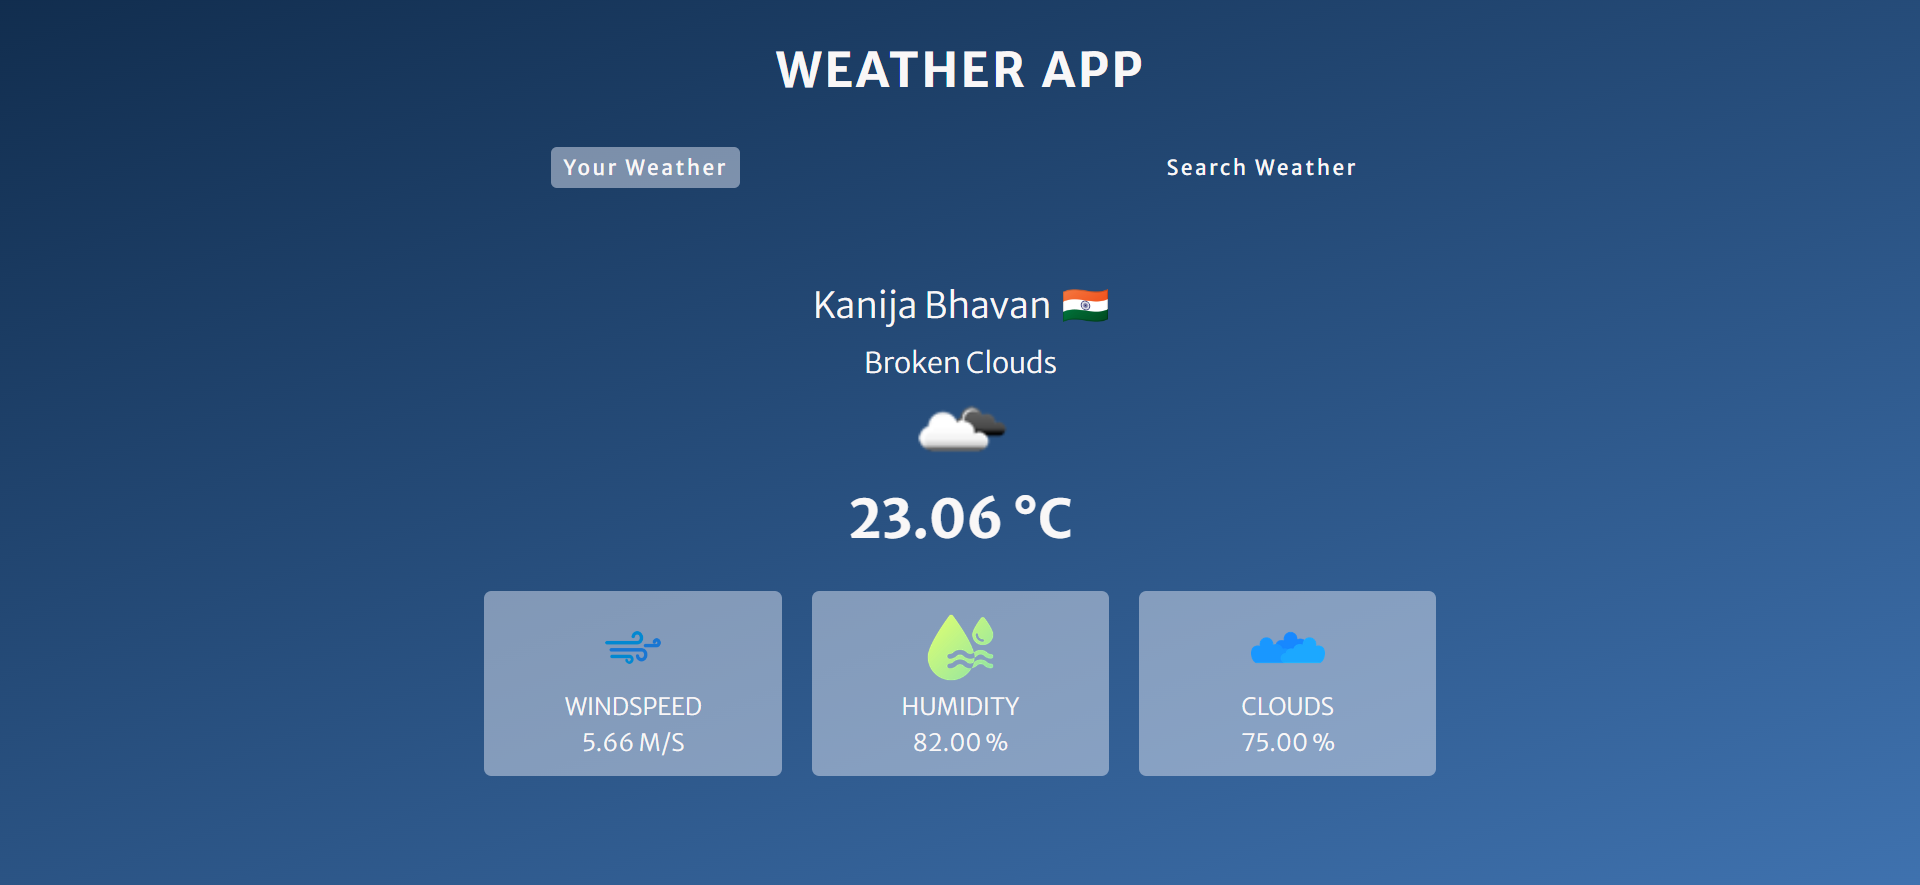 WEATHER APP
Your Weather
Search Weather
Kanija Bhavan
Broken Clouds
23.06 °C
WINDSPEED
5.66 M/S
HUMIDITY
82.00 %
CLOUDS
75.00 %